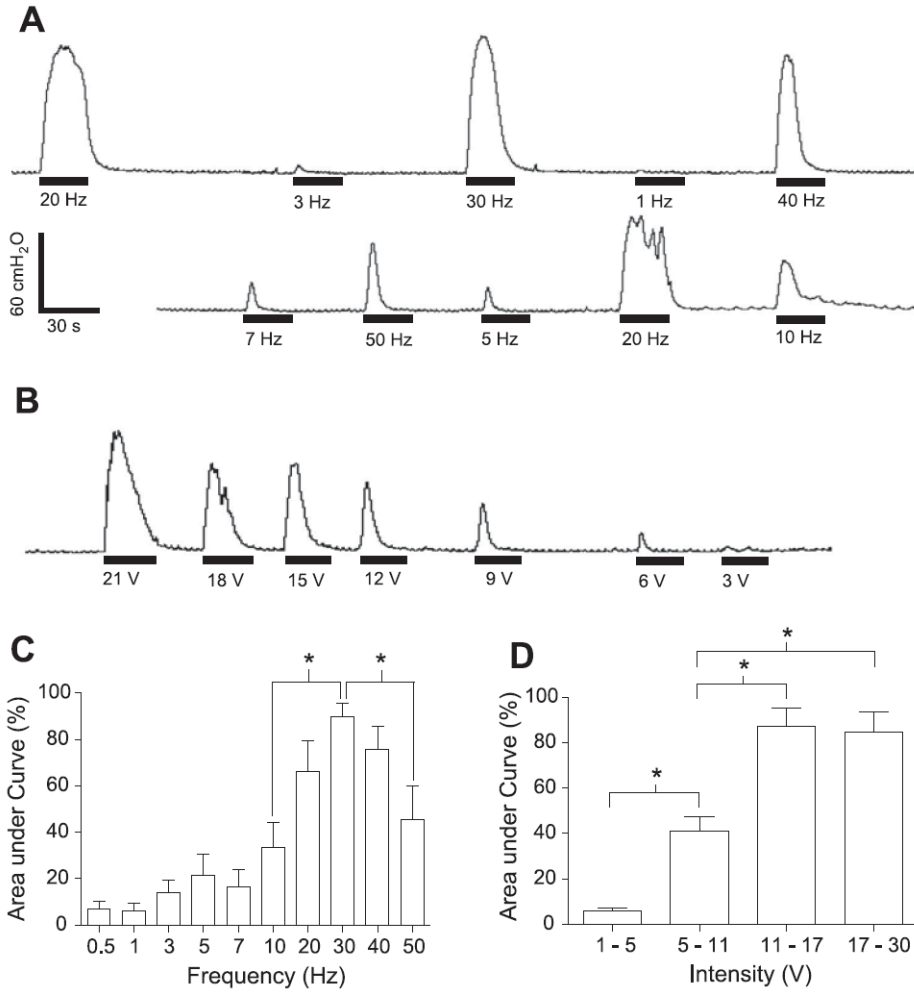 A
20 Hz 3 Hz 30 Hz 1 Hz 40 Hz
60 cmH₂O
30 s
7 Hz 50 Hz 5 Hz 20 Hz 10 Hz
B
21 V 18 V 15 V 12 V 9 V 6 V 3 V
C
* *
Area under Curve (%)
100
80
60
40
20
0
0.5 1 3 5 7 10 20 30 40 50
Frequency (Hz)
D
*
*
*
Area under Curve (%)
100
80
60
40
20
0
1 - 5 5 - 11 11 - 17 17 - 30
Intensity (V)